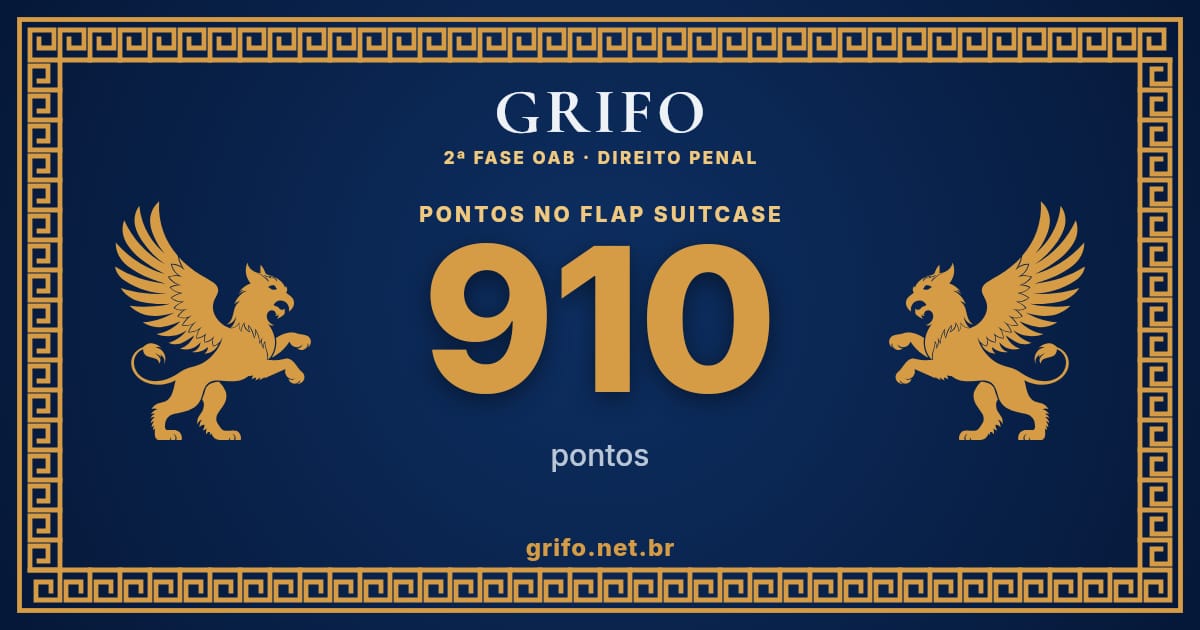 GRIFO
2ª FASE OAB · DIREITO PENAL
PONTOS NO FLAP SUITCASE
910
pontos
grifo.net.br